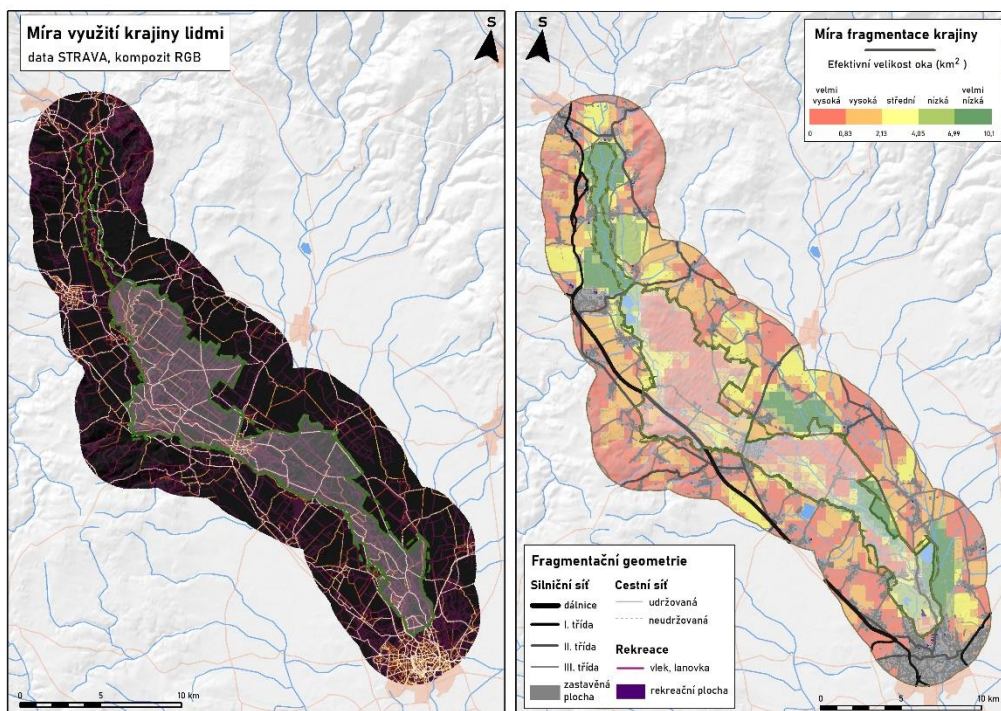 Míra využití krajiny lidmi
data STRAVA, kompozit RGB
S
0 5 10 km
S
Míra fragmentace krajiny
Efektivní velikost oka (km²)
velmi vysoká
vysoká
střední
nízká
velmi nízká
0 0,83 2,13 4,05 6,99 10,1
Fragmentační geometrie
Silniční síť
dálnice
I. třída
II. třída
III. třída
zastavěná
plocha
Cestní síť
udržovaná
neudržovaná
Rekreace
vlek, lanovka
rekreační plocha
0 5 10 km